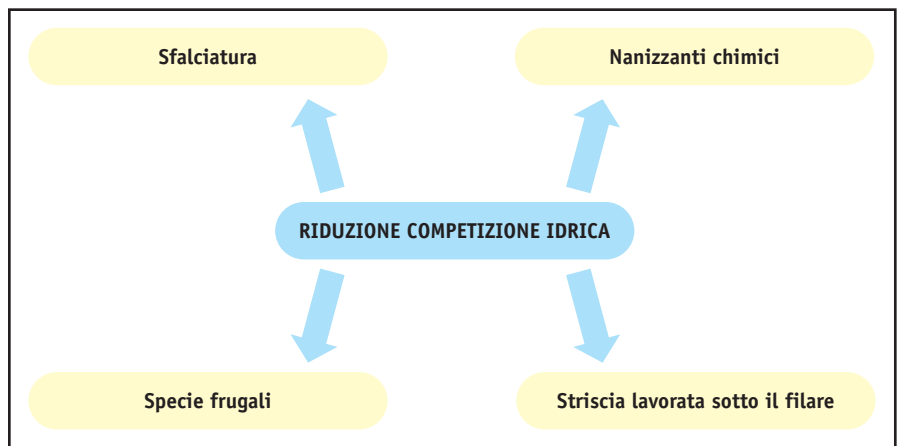 Sfalciatura
Nanizzanti chimici
RIDUZIONE COMPETIZIONE IDRICA
Specie frugali
Striscia lavorata sotto il filare